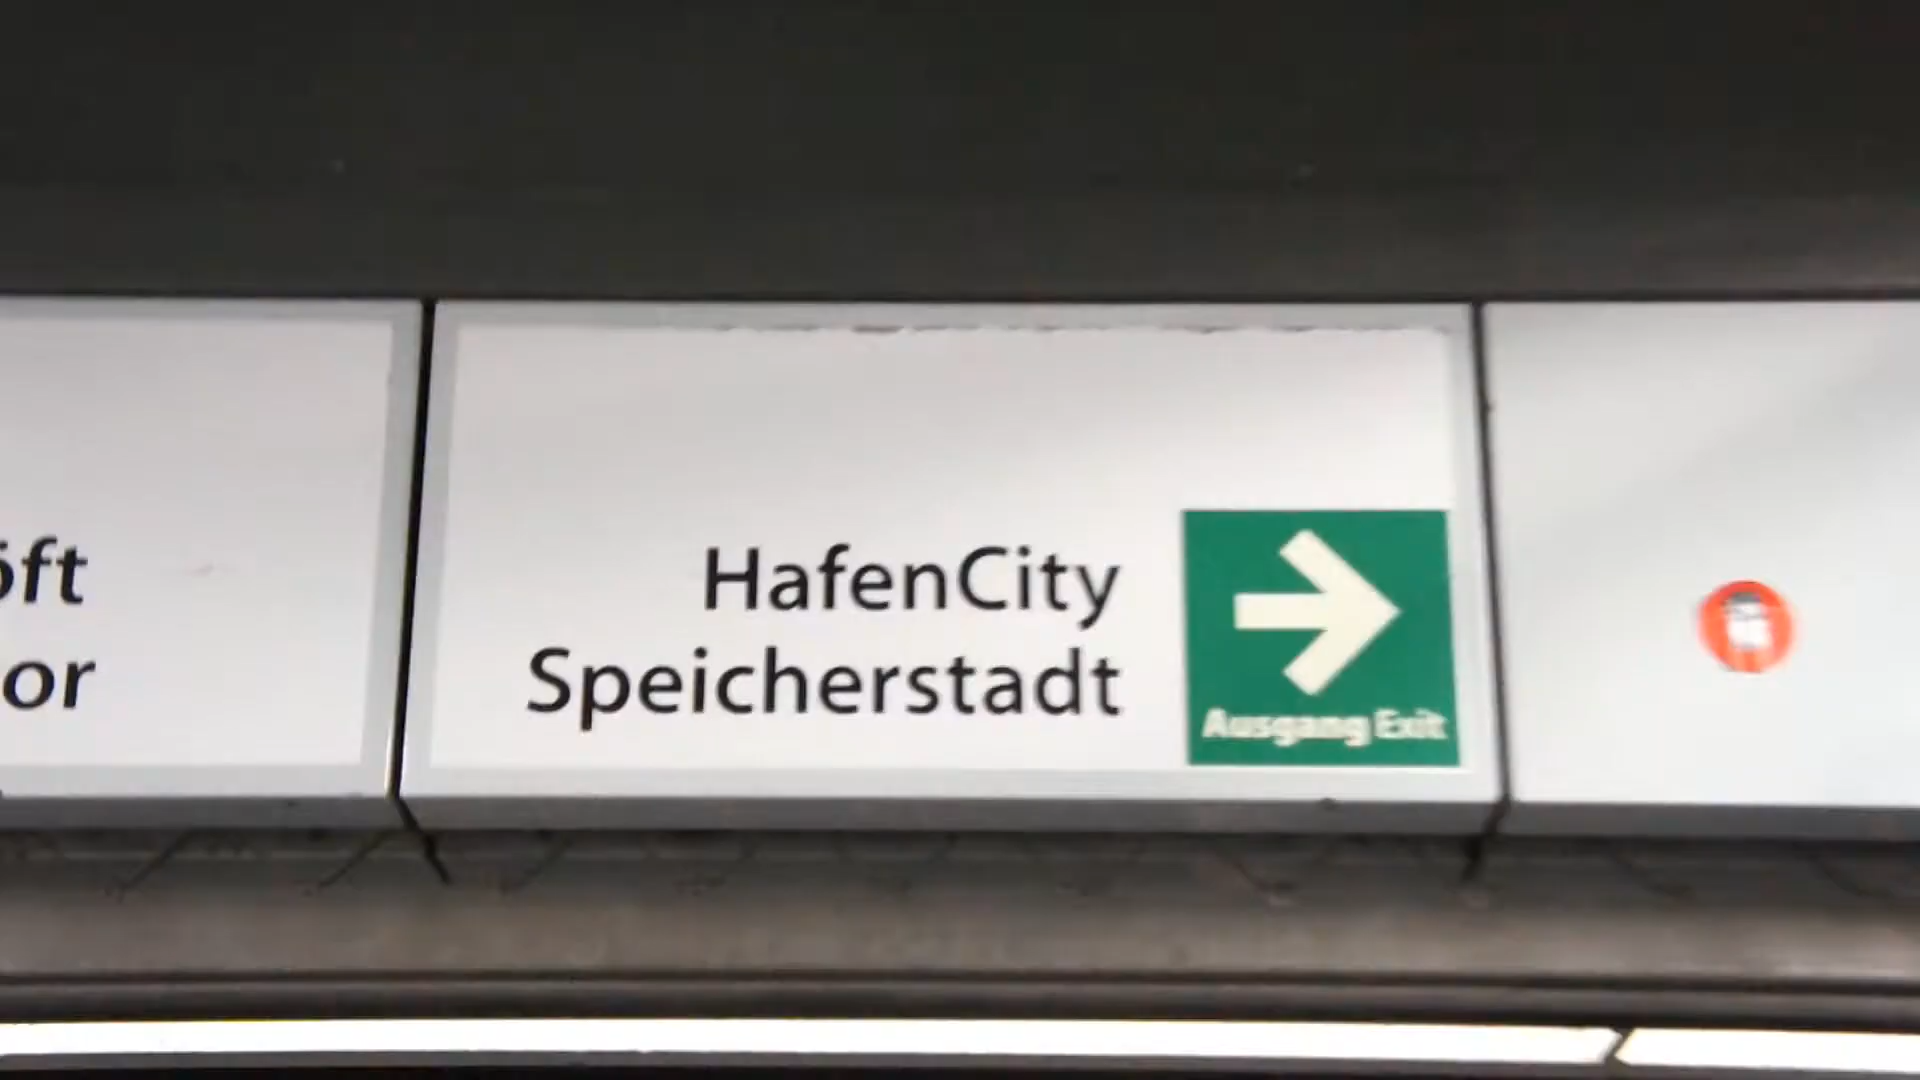 öft
or
HafenCity
Speicherstadt
Ausgang Exit